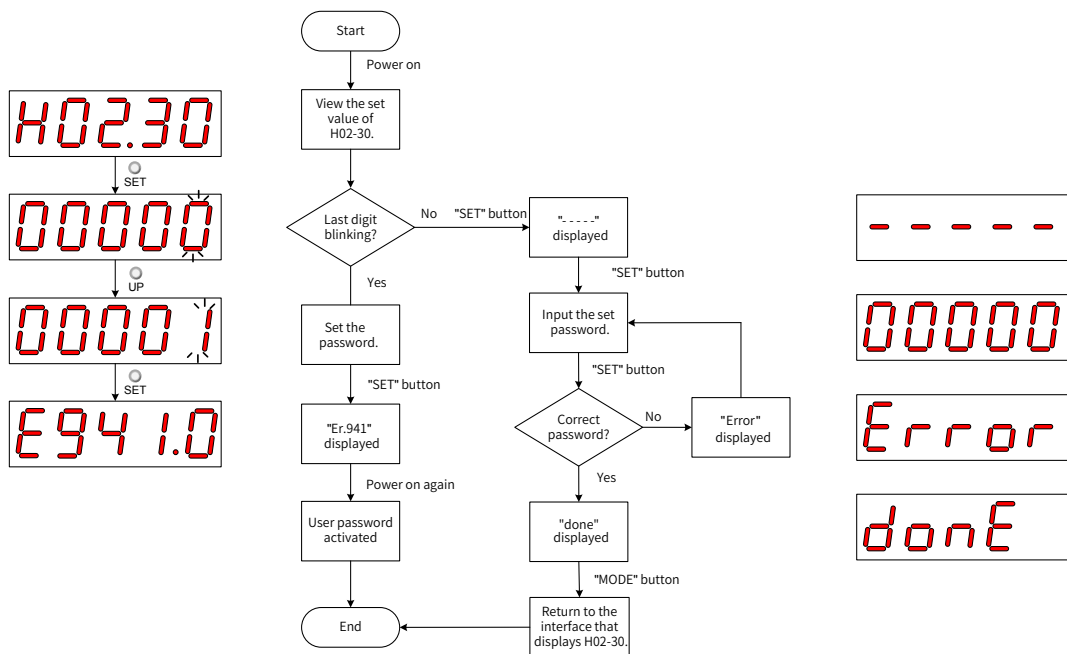 H02.30
SET
00000
UP
00001
SET
E941.0
Start
Power on
View the set
value of
H02-30.
Last digit
blinking?
No
"SET" button
Yes
Set the
password.
"SET" button
"Er.941"
displayed
Power on again
User password
activated
End
"-----"
displayed
"SET" button
Input the set
password.
"SET" button
Correct
password?
No
"Error"
displayed
Yes
"done"
displayed
"MODE" button
Return to the
interface that
displays H02-30.
-----
00000
Error
donE